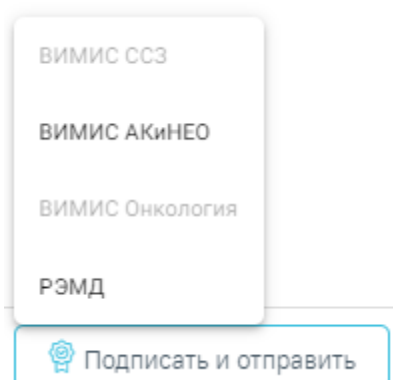 ВИМИС ССЗ
ВИМИС АКиНЕО
ВИМИС Онкология
РЭМД
Подписать и отправить